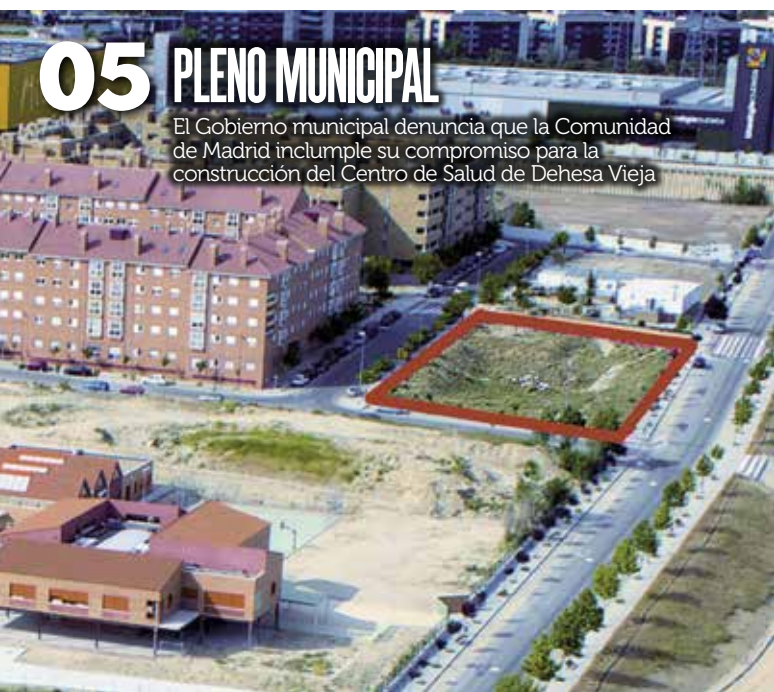 05 PLENO MUNICIPAL
El Gobierno municipal denuncia que la Comunidad
de Madrid inclumple su compromiso para la
construcción del Centro de Salud de Dehesa Vieja